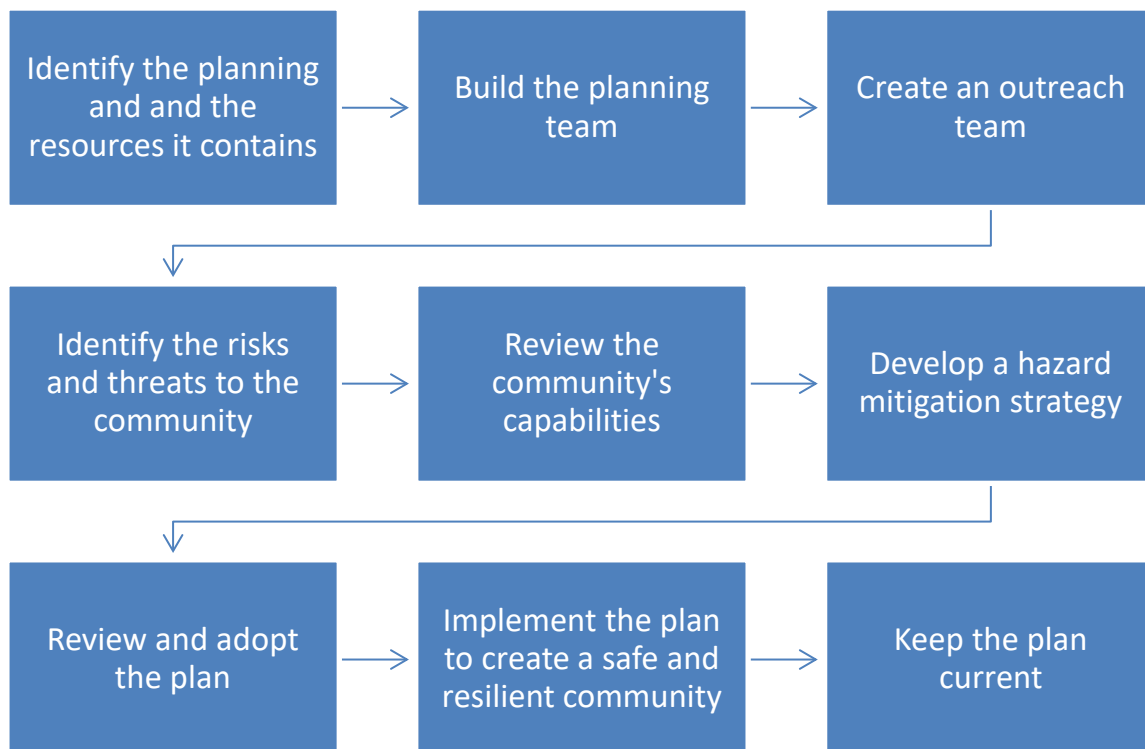 Identify the planning
and and the
resources it contains
Build the planning
team
Create an outreach
team
Identify the risks
and threats to the
community
Review the
community's
capabilities
Develop a hazard
mitigation strategy
Review and adopt
the plan
Implement the plan
to create a safe and
resilient community
Keep the plan
current